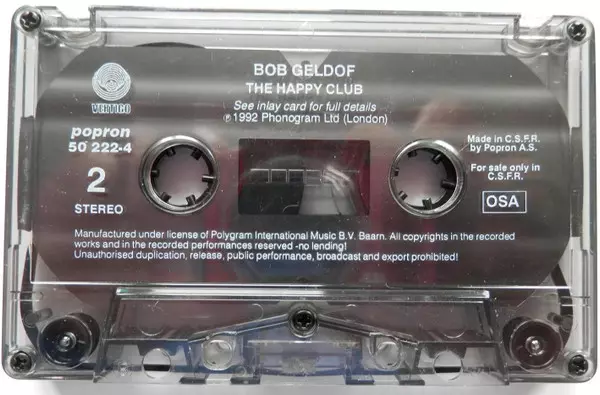 BOB GELDOF
THE HAPPY CLUB
See inlay card for full details
℗1992 Phonogram Ltd (London)
VERTIGO
popron
50 222-4
2
STEREO
Made in C.S.F.R.
by Popron A.S.
For sale only in
C.S.F.R.
OSA
Manufactured under license of Polygram International Music B.V. Baarn. All copyrights in the recorded
works and in the recorded performances reserved -no lending!
Unauthorised duplication, release, public performance, broadcast and export prohibited!